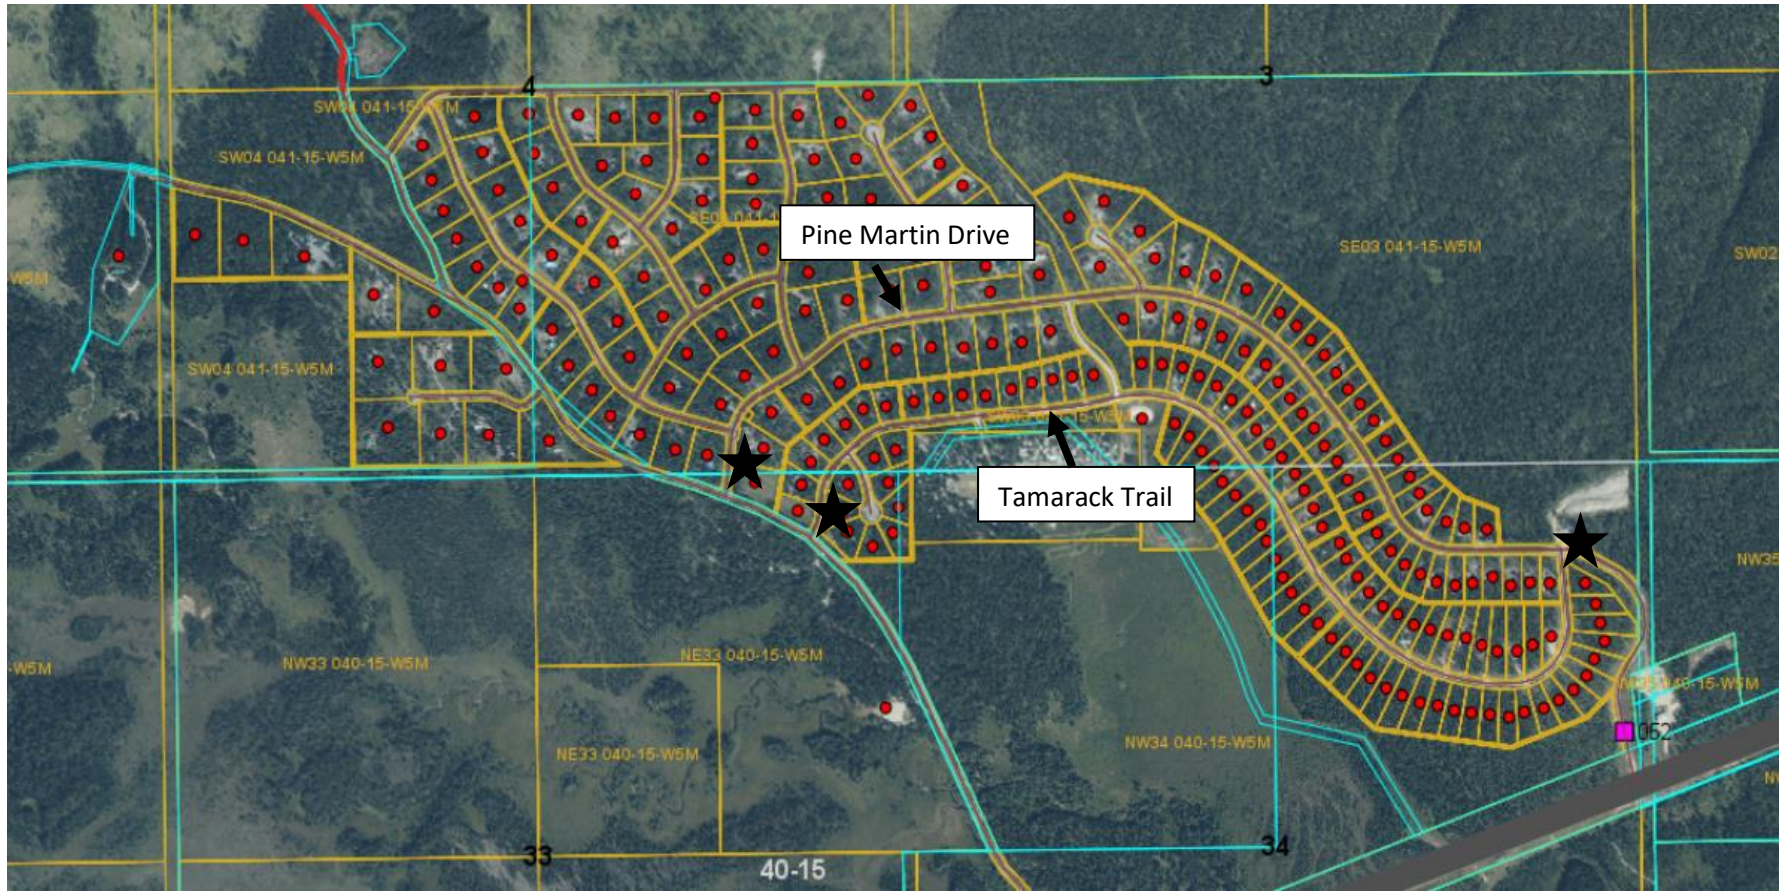 4
3
SW04 041-15-W5M
SW04 041-15-W5M
Pine Martin Drive
SE03 041-15-W5M
SW02
W5M
SW04 041-15-W5M
Tamarack Trail
NW35
-W5M
NW33 040-15-W5M
NE33 040-15-W5M
052
NW34 040-15-W5M
NE33 040-15-W5M
33
34
40-15